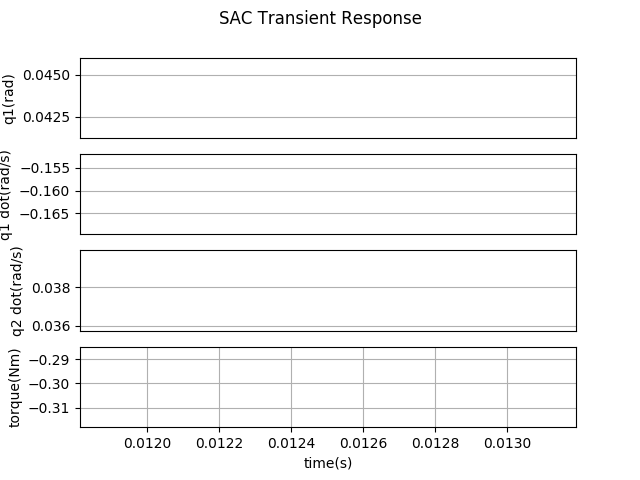 SAC Transient Response
q1(rad)
0.0450
0.0425
q1 dot(rad/s)
−0.155
−0.160
−0.165
q2 dot(rad/s)
0.038
0.036
torque(Nm)
−0.29
−0.30
−0.31
0.0120 0.0122 0.0124 0.0126 0.0128 0.0130
time(s)